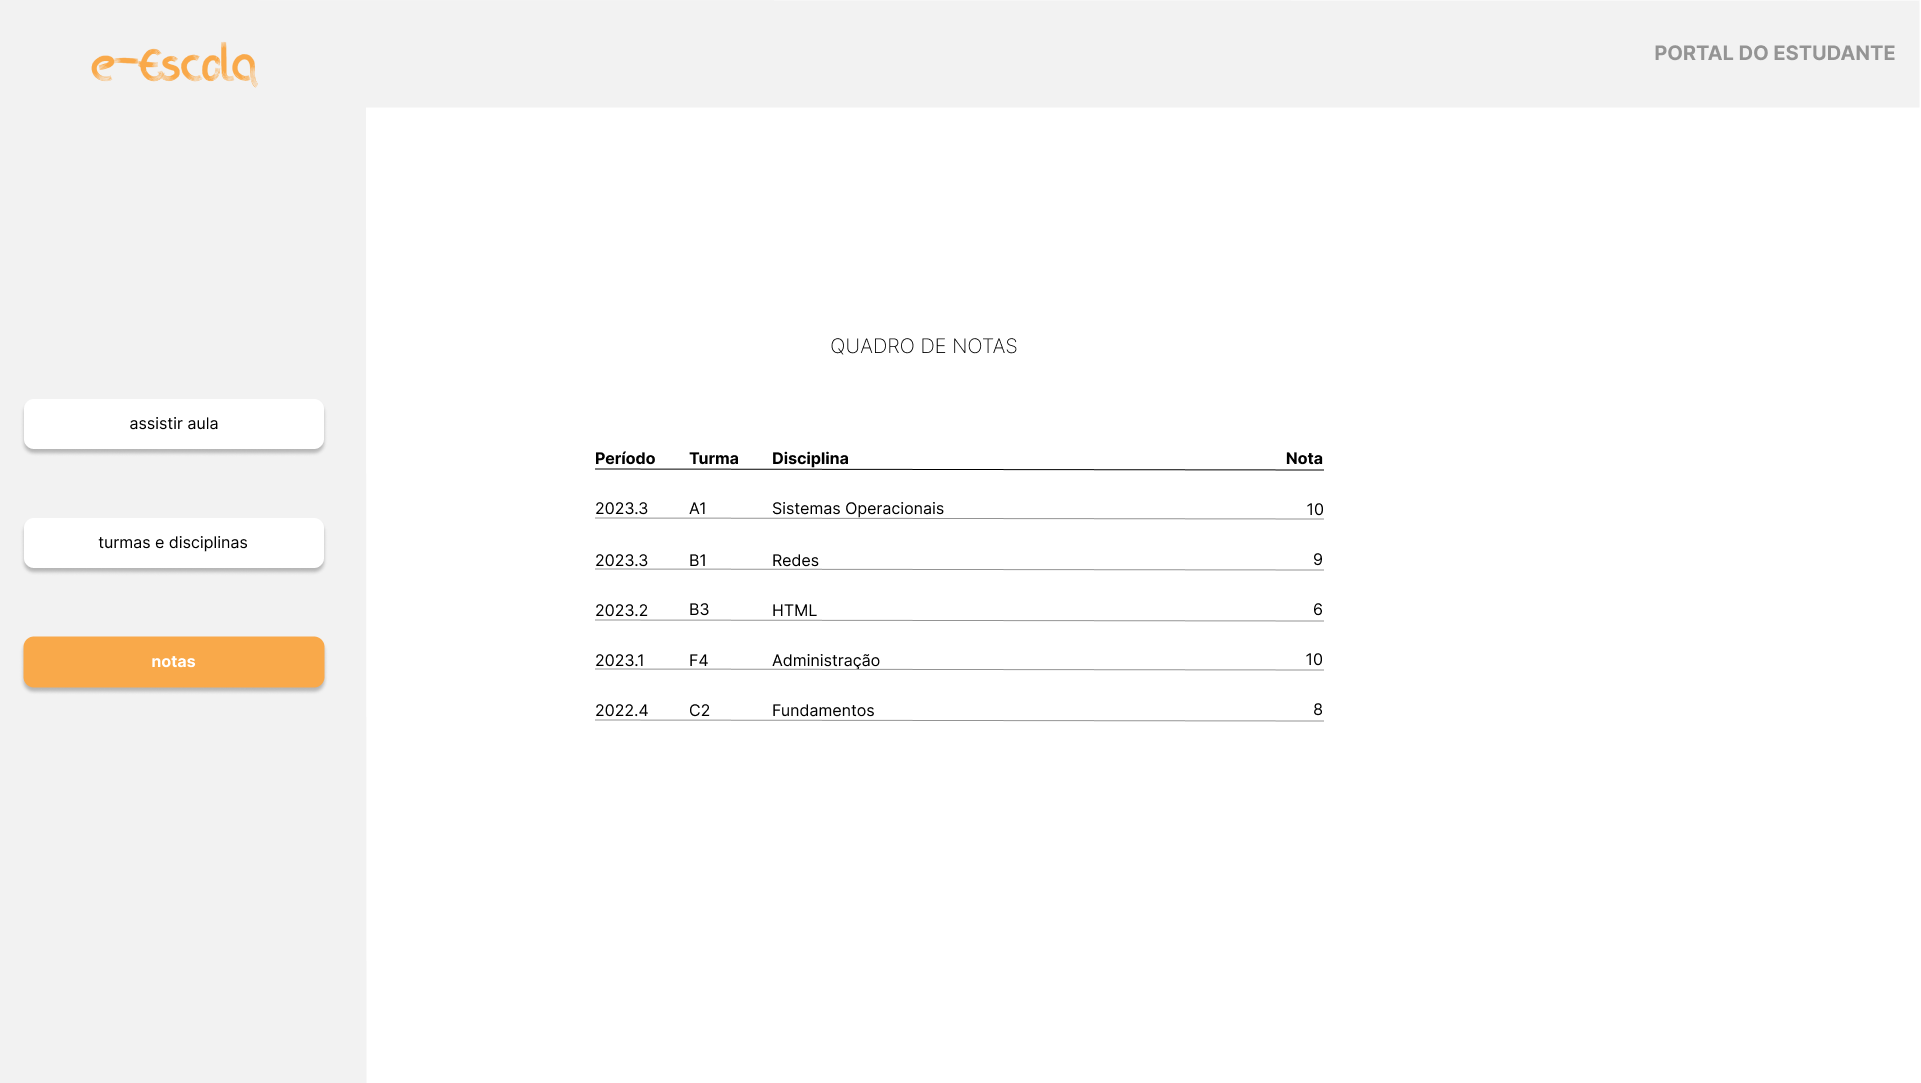 e-Escola
PORTAL DO ESTUDANTE
assistir aula
turmas e disciplinas
notas
QUADRO DE NOTAS
Período Turma Disciplina Nota
2023.3 A1 Sistemas Operacionais 10
2023.3 B1 Redes 9
2023.2 B3 HTML 6
2023.1 F4 Administração 10
2022.4 C2 Fundamentos 8